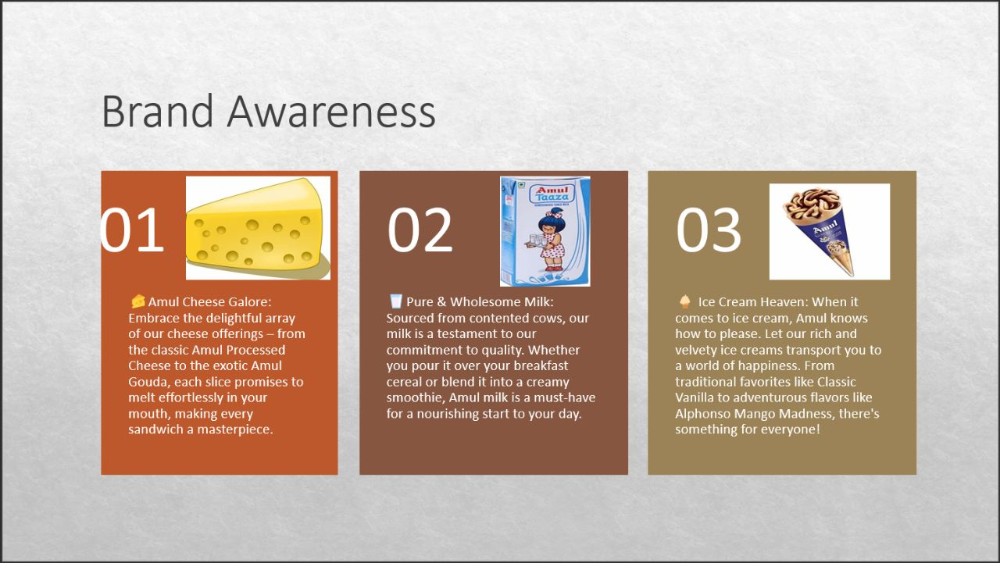 Brand Awareness
01
🧀Amul Cheese Galore:
Embrace the delightful array
of our cheese offerings – from
the classic Amul Processed
Cheese to the exotic Amul
Gouda, each slice promises to
melt effortlessly in your
mouth, making every
sandwich a masterpiece.
02
Amul
Taaza
HOMOGENISED TONED MILK
🥛Pure & Wholesome Milk:
Sourced from contented cows, our
milk is a testament to our
commitment to quality. Whether
you pour it over your breakfast
cereal or blend it into a creamy
smoothie, Amul milk is a must-have
for a nourishing start to your day.
03
Amul
🍦 Ice Cream Heaven: When it
comes to ice cream, Amul knows
how to please. Let our rich and
velvety ice creams transport you to
a world of happiness. From
traditional favorites like Classic
Vanilla to adventurous flavors like
Alphonso Mango Madness, there's
something for everyone!